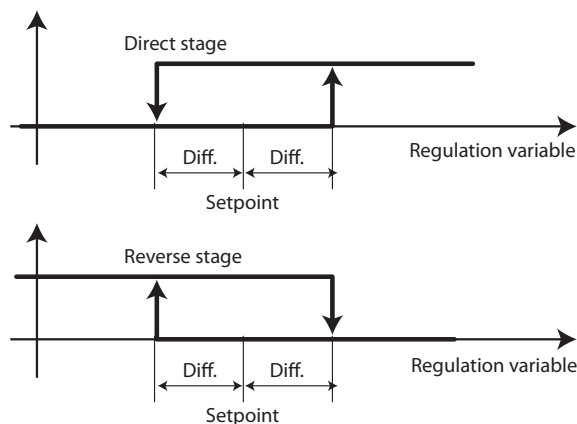 Direct stage
Diff. Diff.
Regulation variable
Setpoint
Reverse stage
Diff. Diff.
Regulation variable
Setpoint